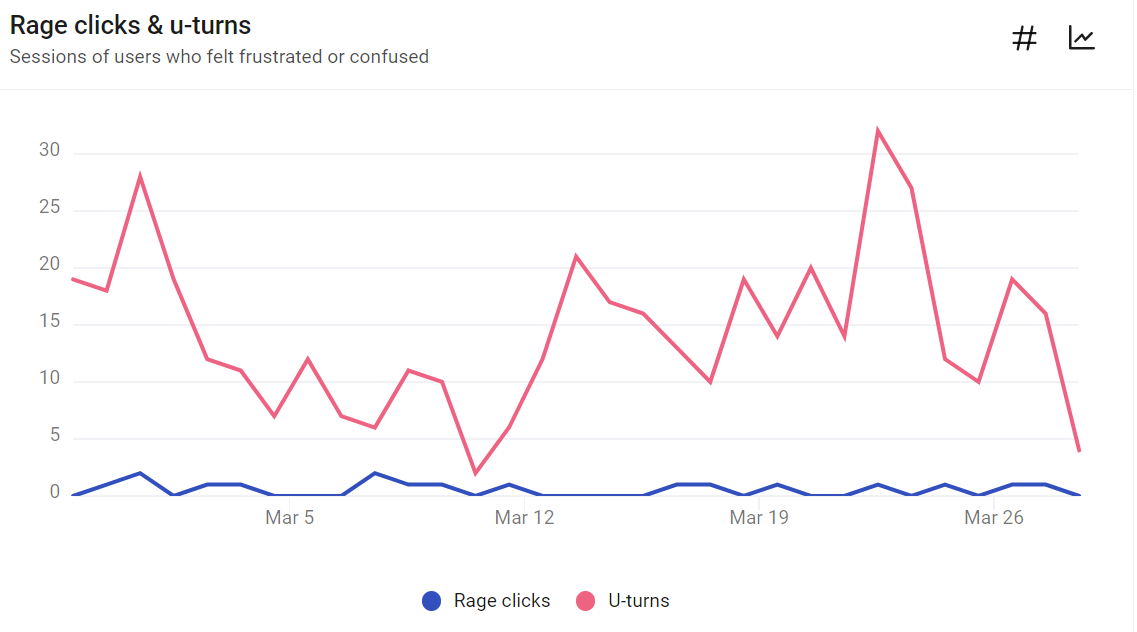 Rage clicks & u-turns
Sessions of users who felt frustrated or confused
30
25
20
15
10
5
0
Mar 5 Mar 12 Mar 19 Mar 26
Rage clicks U-turns